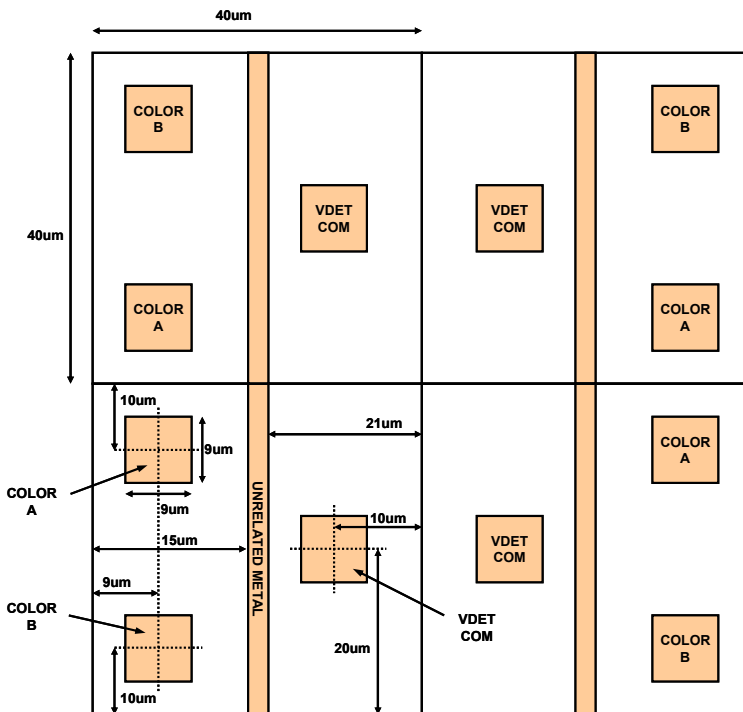 40um
COLOR
B
COLOR
B
40um
VDET
COM
VDET
COM
COLOR
A
COLOR
A
10um
21um
9um
COLOR
A
COLOR
A
9um
UNRELATED METAL
10um
15um
VDET
COM
9um
COLOR
B
VDET
COM
20um
COLOR
B
10um